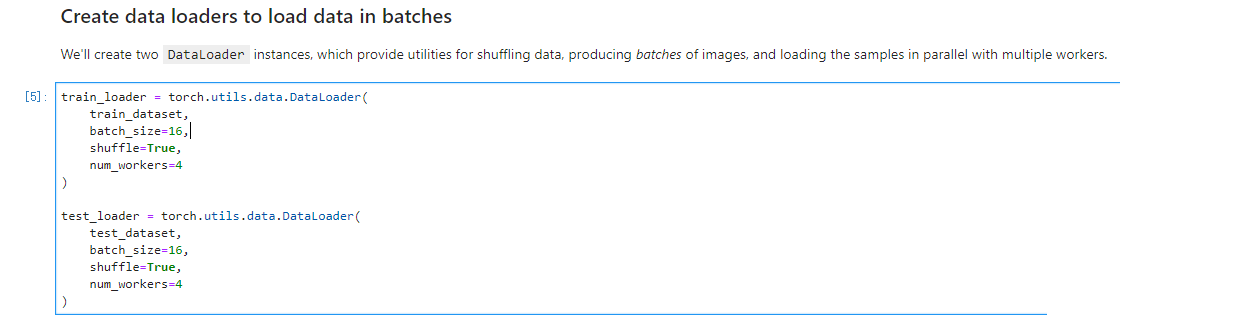 Create data loaders to load data in batches
We'll create two DataLoader instances, which provide utilities for shuffling data, producing batches of images, and loading the samples in parallel with multiple workers.
[5]: train_loader = torch.utils.data.DataLoader(
    train_dataset,
    batch_size=16,
    shuffle=True,
    num_workers=4
)
test_loader = torch.utils.data.DataLoader(
    test_dataset,
    batch_size=16,
    shuffle=True,
    num_workers=4
)